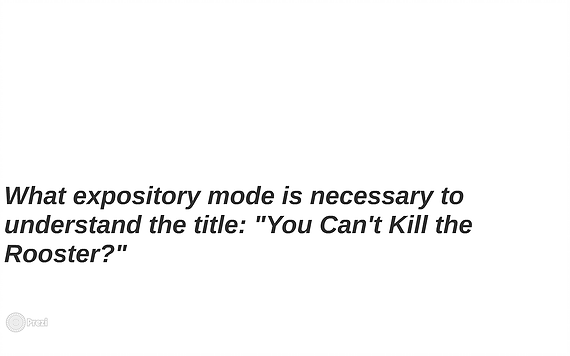 What expository mode is necessary to
understand the title: "You Can't Kill the
Rooster?"
Prezi